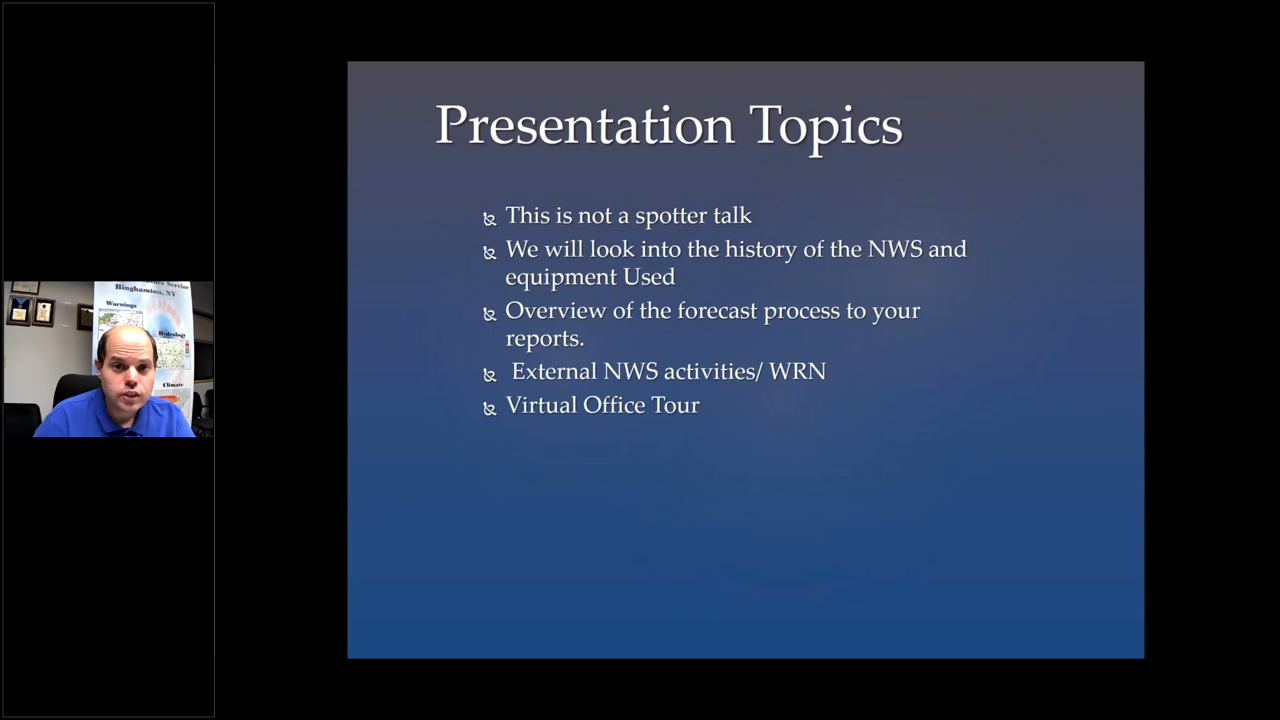 Presentation Topics
This is not a spotter talk
We will look into the history of the NWS and
equipment Used
Overview of the forecast process to your
reports.
External NWS activities/ WRN
Virtual Office Tour
Binghamton, NY
Warnings
Hydrology
Climate